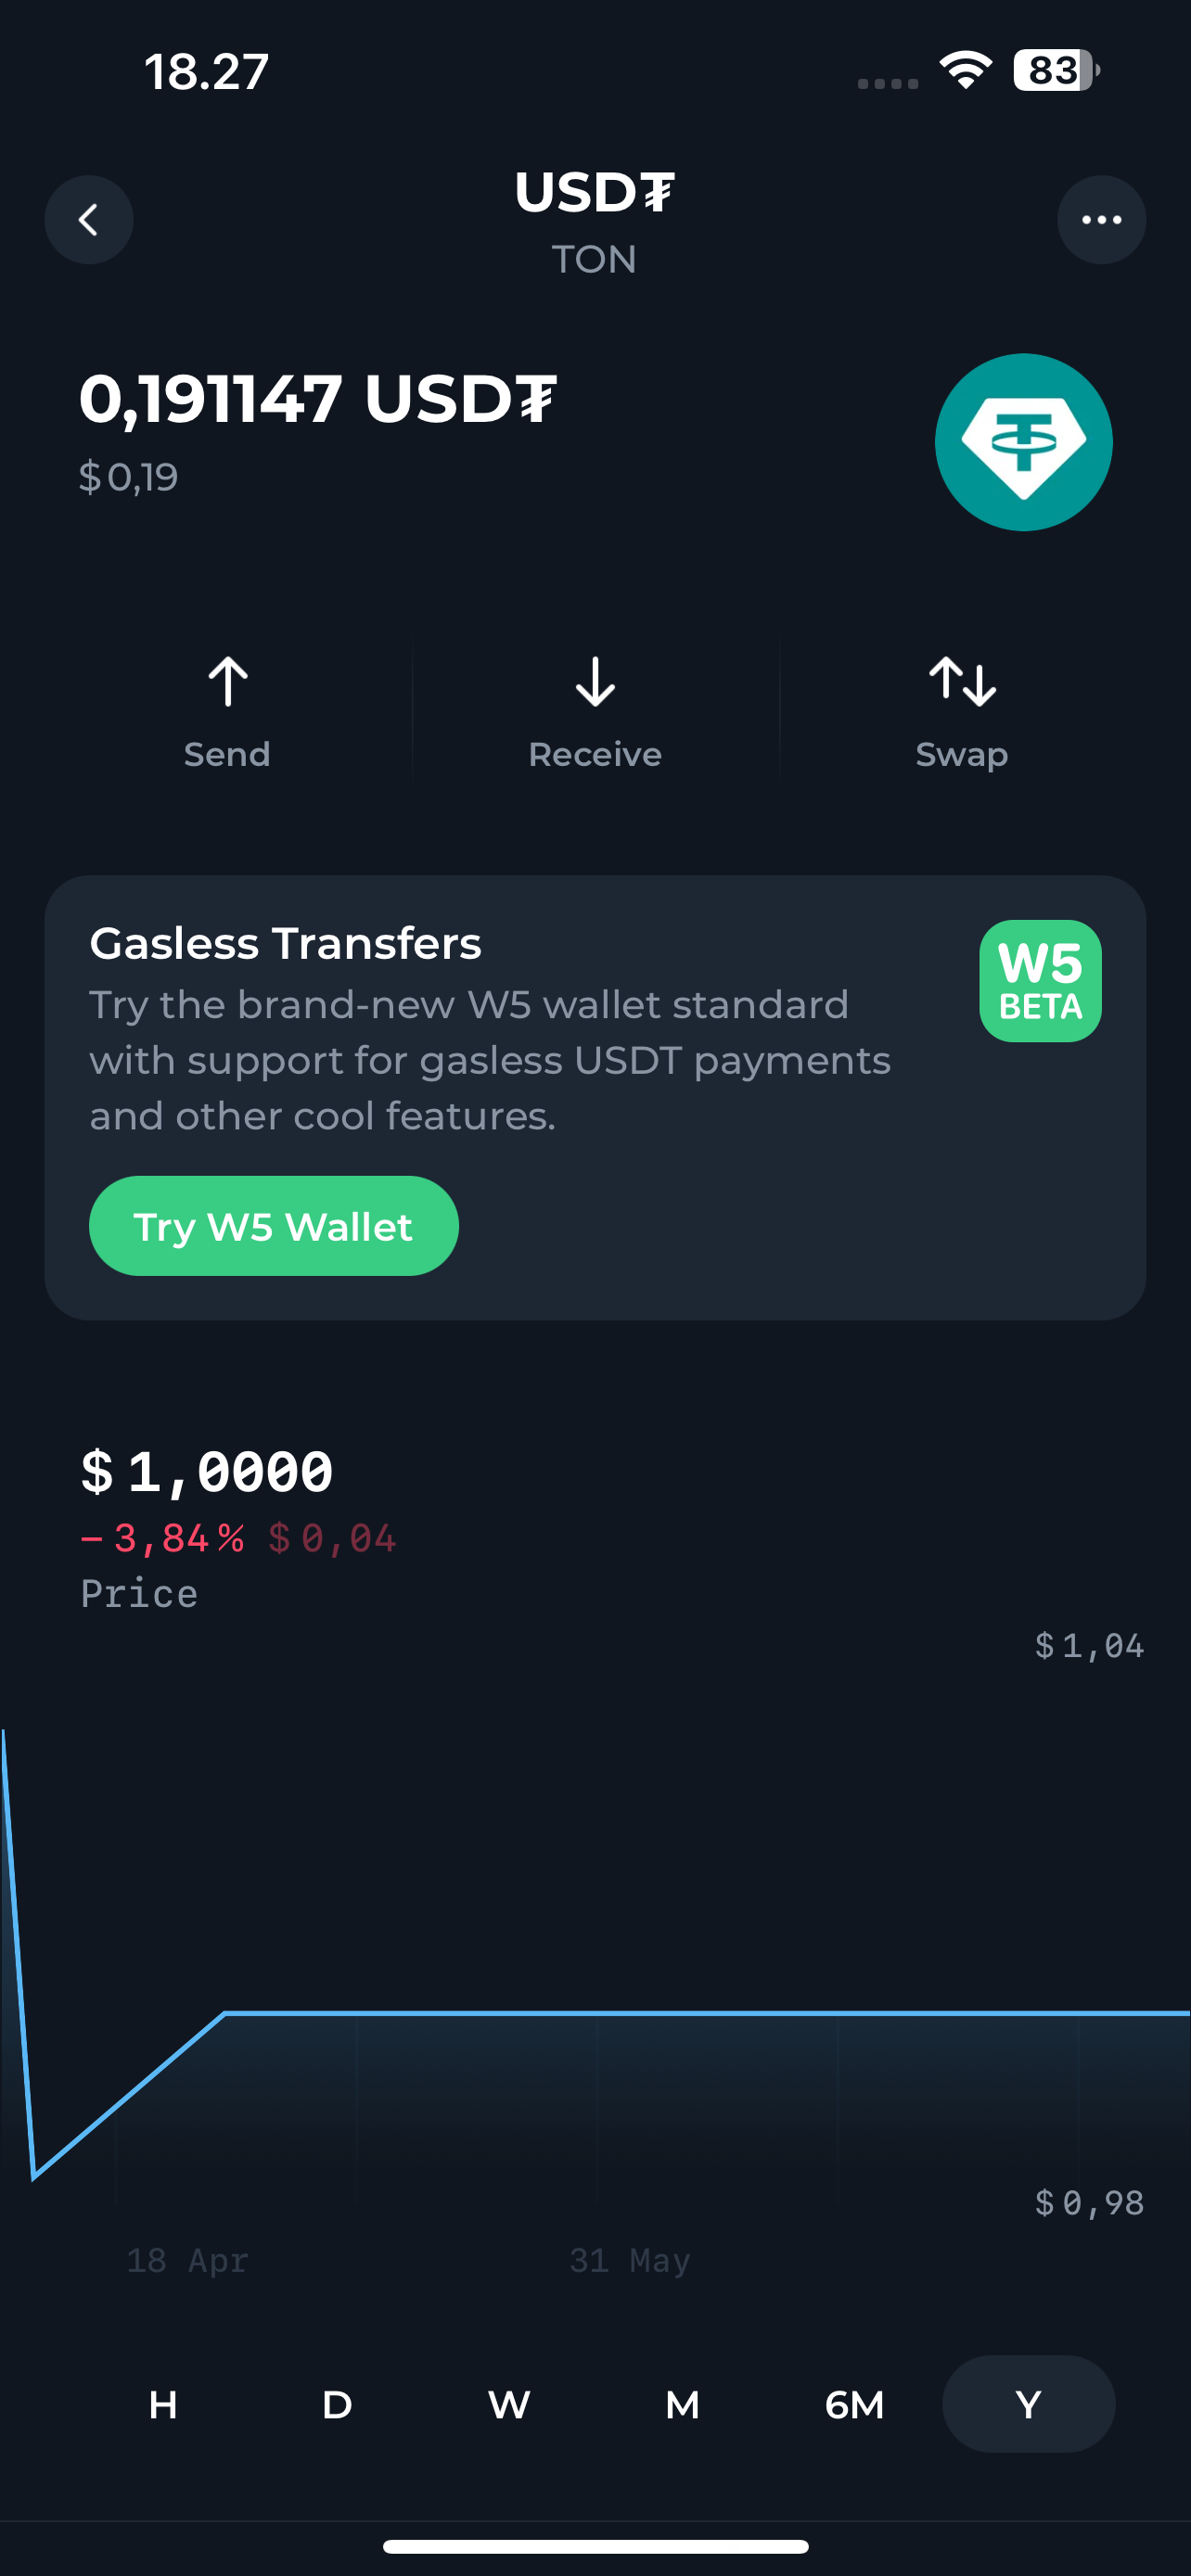 18.27
83
USD₮
TON
0,191147 USD₮
$ 0,19
Send
Receive
Swap
Gasless Transfers
Try the brand-new W5 wallet standard
with support for gasless USDT payments
and other cool features.
W5
BETA
Try W5 Wallet
$ 1,0000
− 3,84 % $ 0,04
Price
$ 1,04
$ 0,98
18 Apr
31 May
H
D
W
M
6M
Y